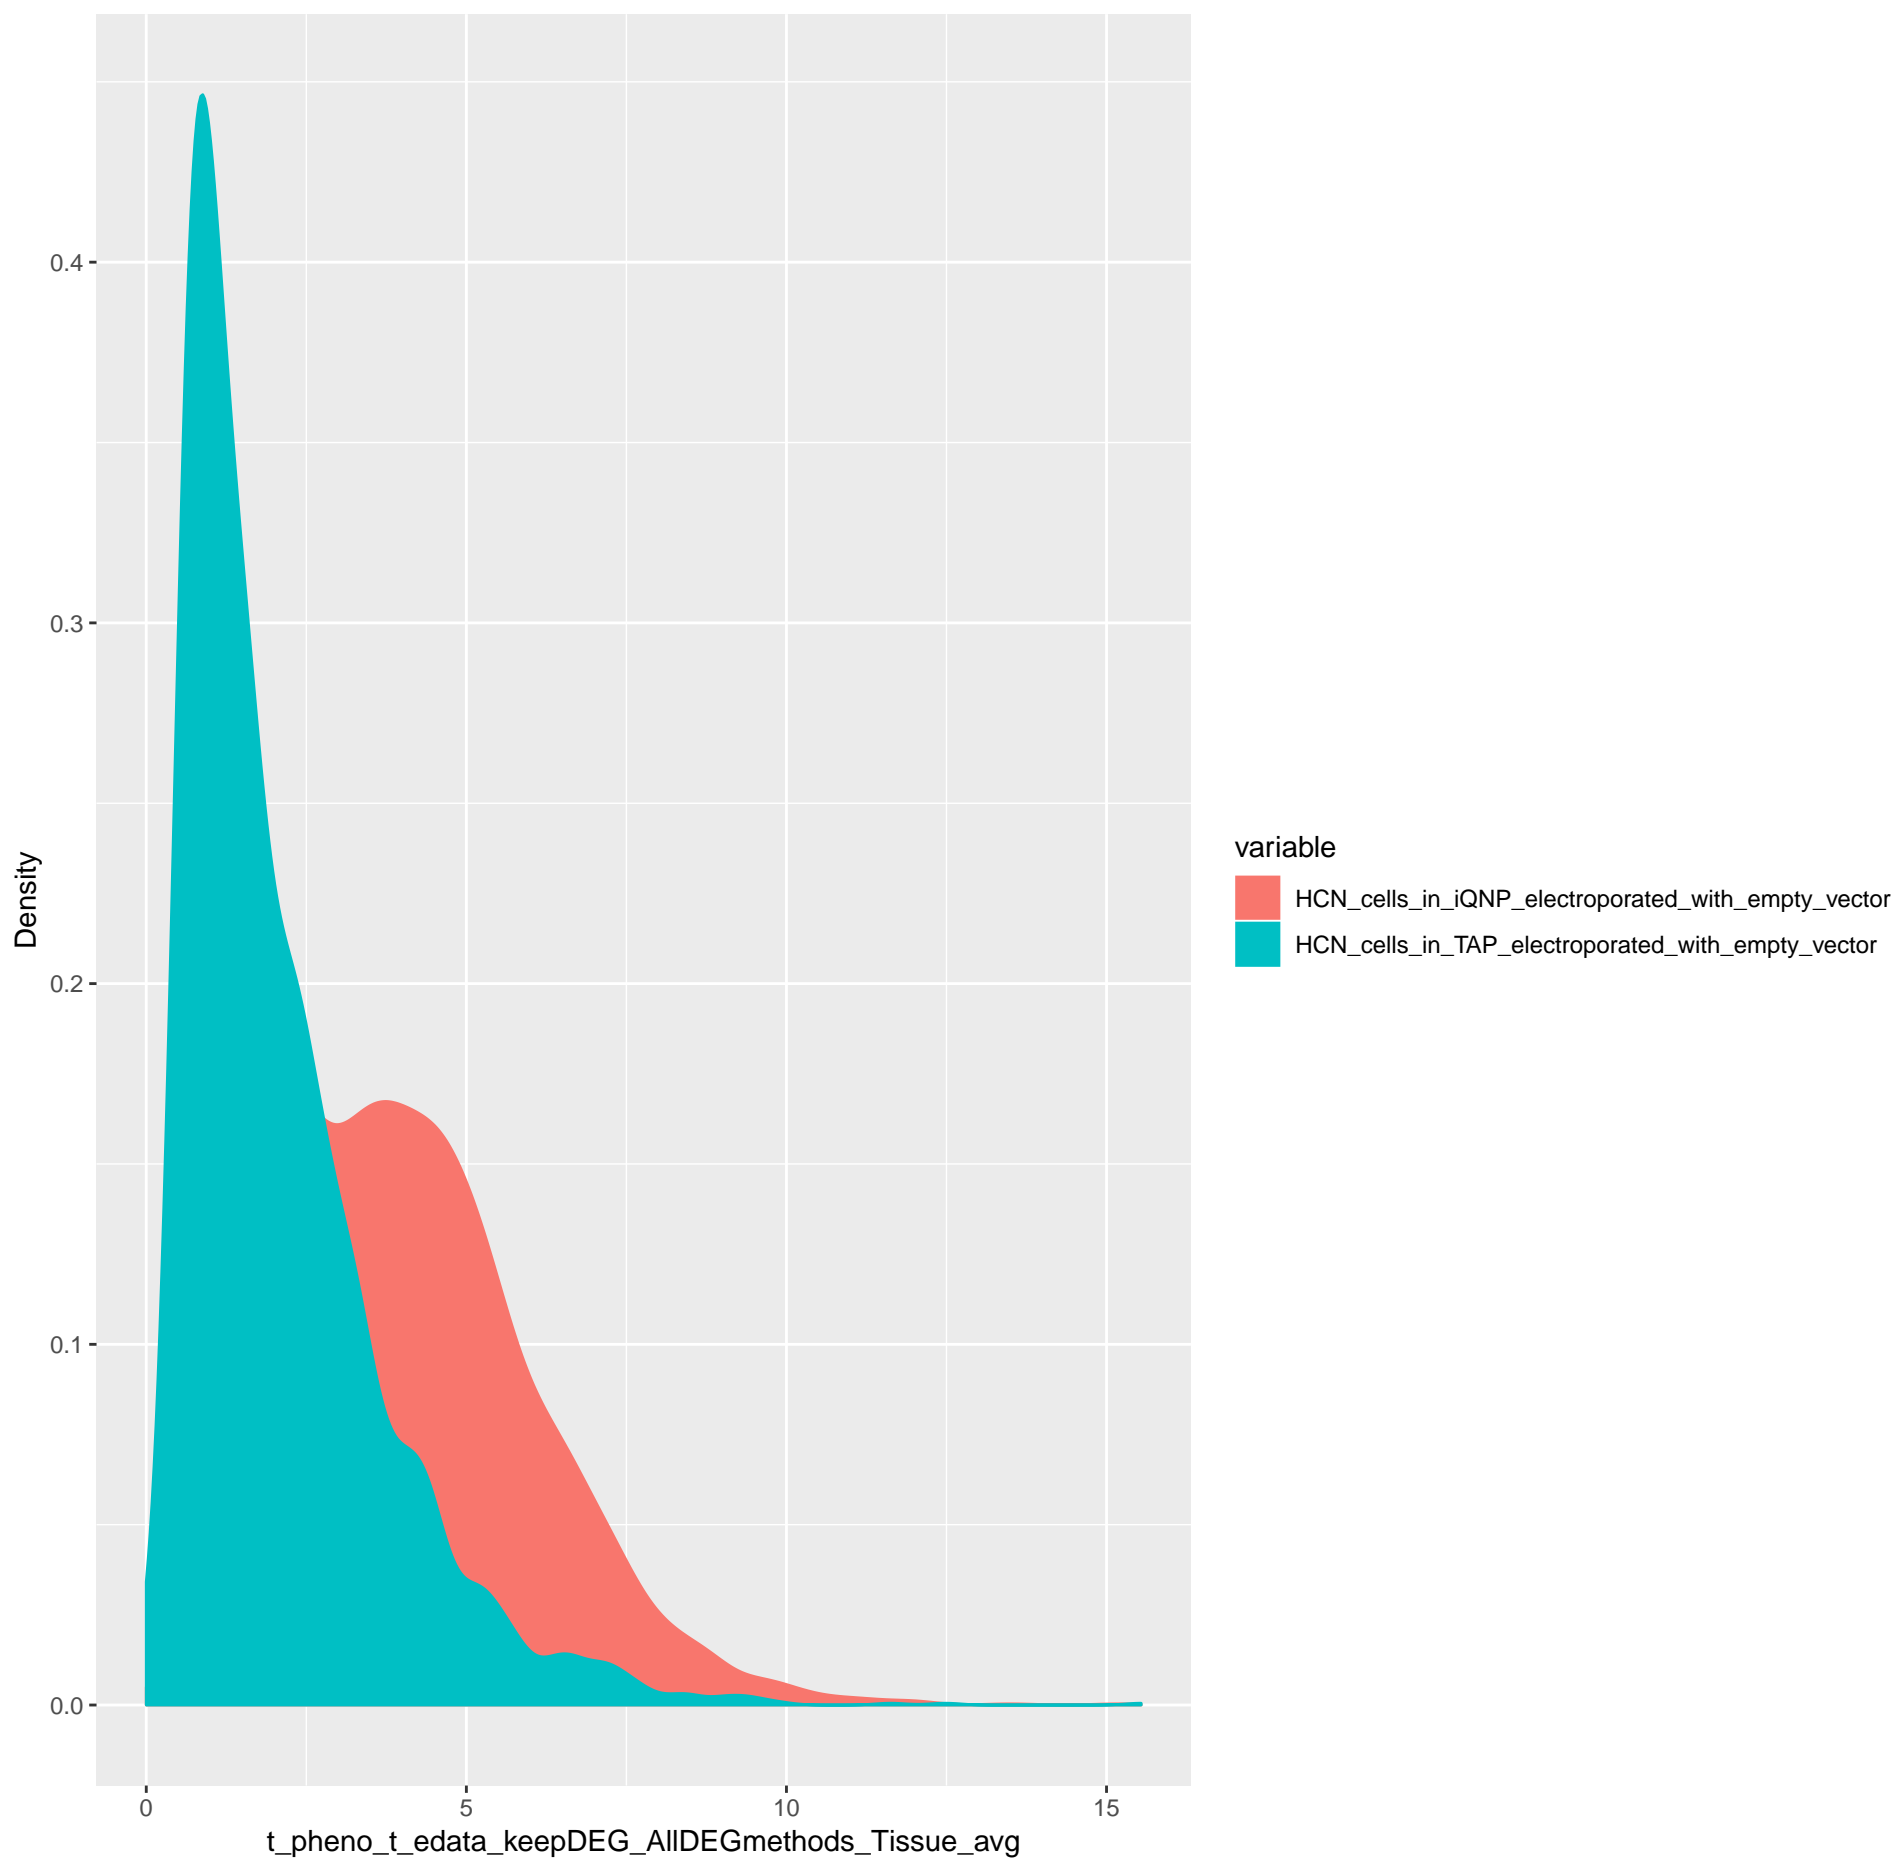 Density
0.4
0.3
0.2
0.1
0.0
0
5
10
15
t_pheno_t_edata_keepDEG_AllDEGmethods_Tissue_avg
variable
HCN_cells_in_iQNP_electroporated_with_empty_vector
HCN_cells_in_TAP_electroporated_with_empty_vector